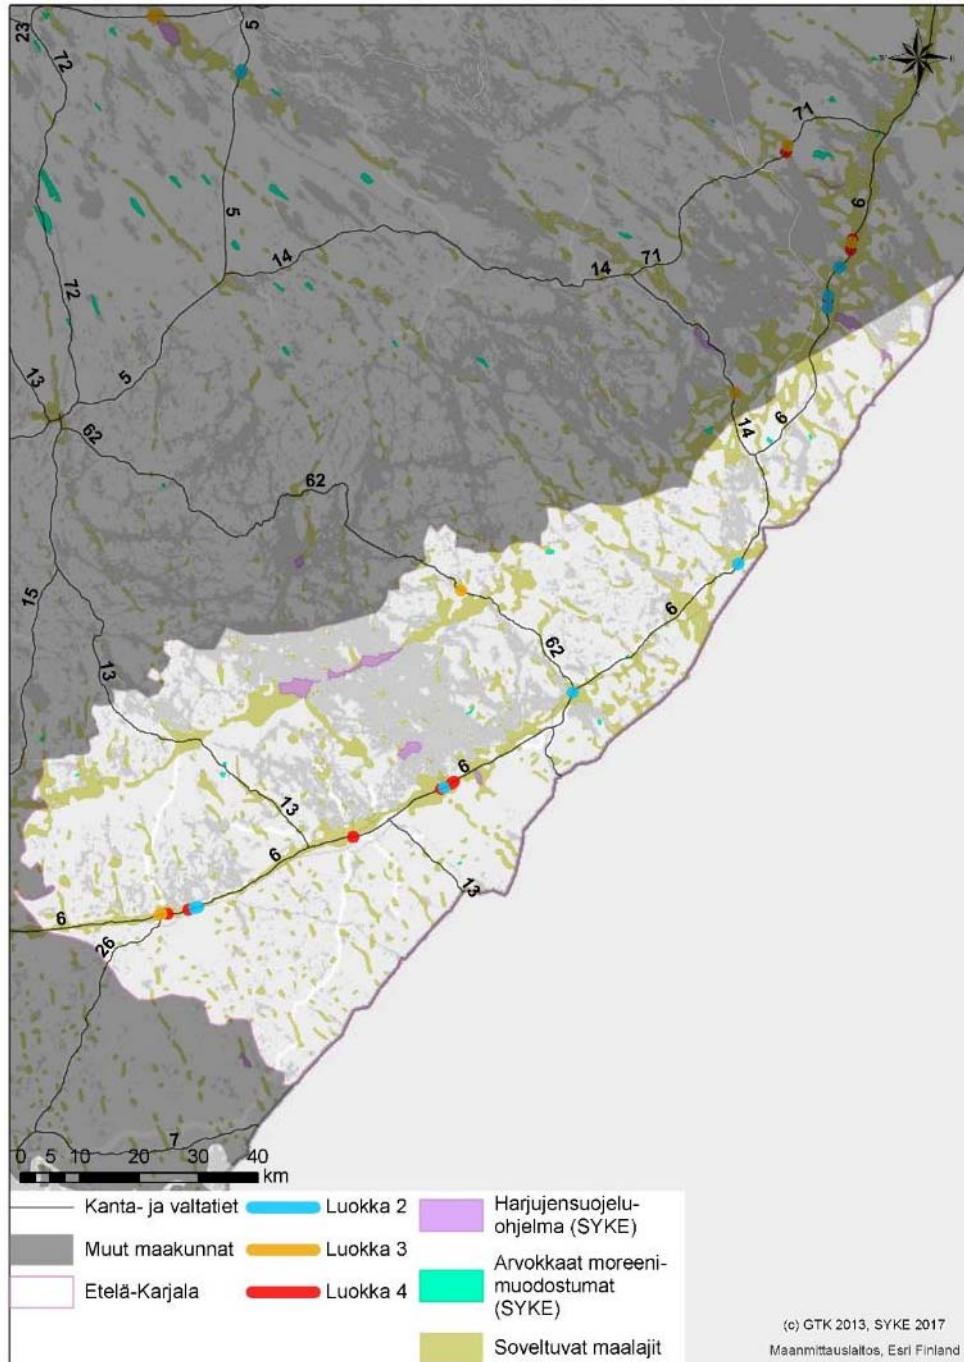 23
72
5
71
6
5
14
14
71
72
13
5
6
14
62
62
15
6
62
13
6
13
6
13
6
26
7
0 5 10 20 30 40
km
Kanta- ja valtatiet
Muut maakunnat
Etelä-Karjala
Luokka 2
Luokka 3
Luokka 4
Harjujensuojelu-
ohjelma (SYKE)
Arvokkaat moreeni-
muodostumat
(SYKE)
Soveltuvat maalajit
(c) GTK 2013, SYKE 2017
Maanmittauslaitos, Esri Finland